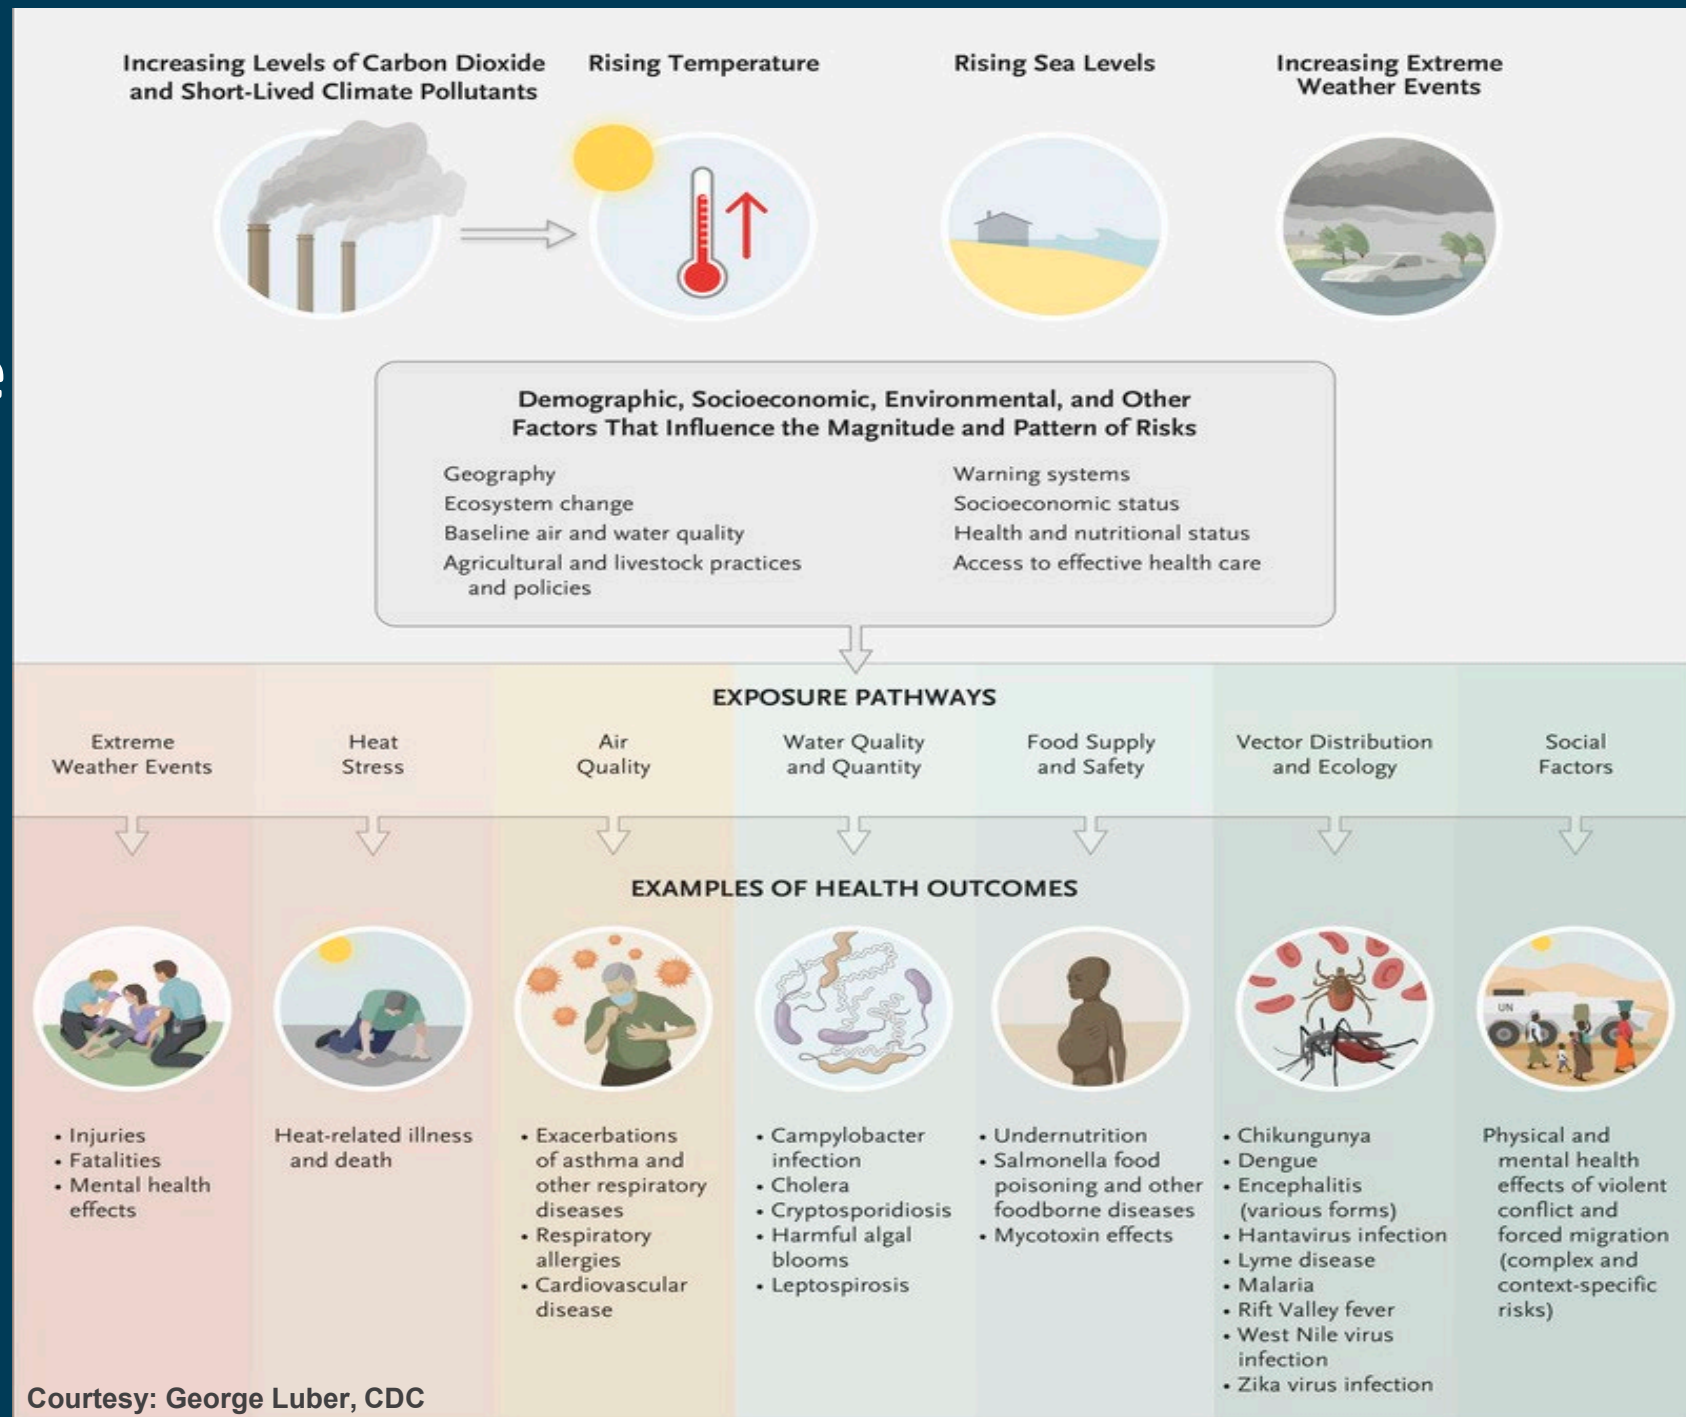 Increasing Levels of Carbon Dioxide
and Short-Lived Climate Pollutants
Rising Temperature
Rising Sea Levels
Increasing Extreme
Weather Events
Demographic, Socioeconomic, Environmental, and Other
Factors That Influence the Magnitude and Pattern of Risks
Geography
Ecosystem change
Baseline air and water quality
Agricultural and livestock practices
and policies
Warning systems
Socioeconomic status
Health and nutritional status
Access to effective health care
EXPOSURE PATHWAYS
Extreme
Weather Events
Heat
Stress
Air
Quality
Water Quality
and Quantity
Food Supply
and Safety
Vector Distribution
and Ecology
Social
Factors
EXAMPLES OF HEALTH OUTCOMES
UN
• Injuries
• Fatalities
• Mental health
effects
Heat-related illness
and death
• Exacerbations
of asthma and
other respiratory
diseases
• Respiratory
allergies
• Cardiovascular
disease
• Campylobacter
infection
• Cholera
• Cryptosporidiosis
• Harmful algal
blooms
• Leptospirosis
• Undernutrition
• Salmonella food
poisoning and other
foodborne diseases
• Mycotoxin effects
• Chikungunya
• Dengue
• Encephalitis
(various forms)
• Hantavirus infection
• Lyme disease
• Malaria
• Rift Valley fever
• West Nile virus
infection
• Zika virus infection
Physical and
mental health
effects of violent
conflict and
forced migration
(complex and
context-specific
risks)
Courtesy: George Luber, CDC